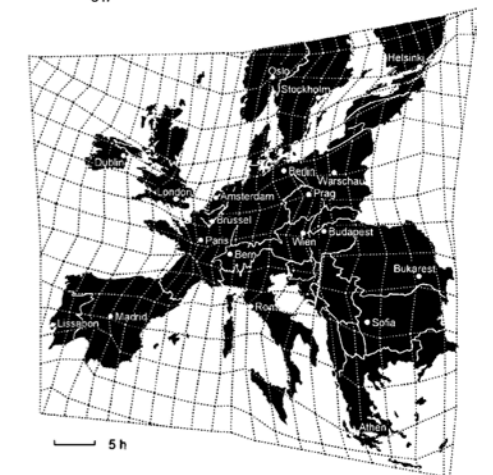 Oslo
Helsinki
Stockholm
Dublin
Berlin
Warschau
London
Amsterdam
Prag
Brüssel
Paris
Wien
Budapest
Bern
Bukarest
Rom
Madrid
Lissabon
Sofia
Athen
5 h